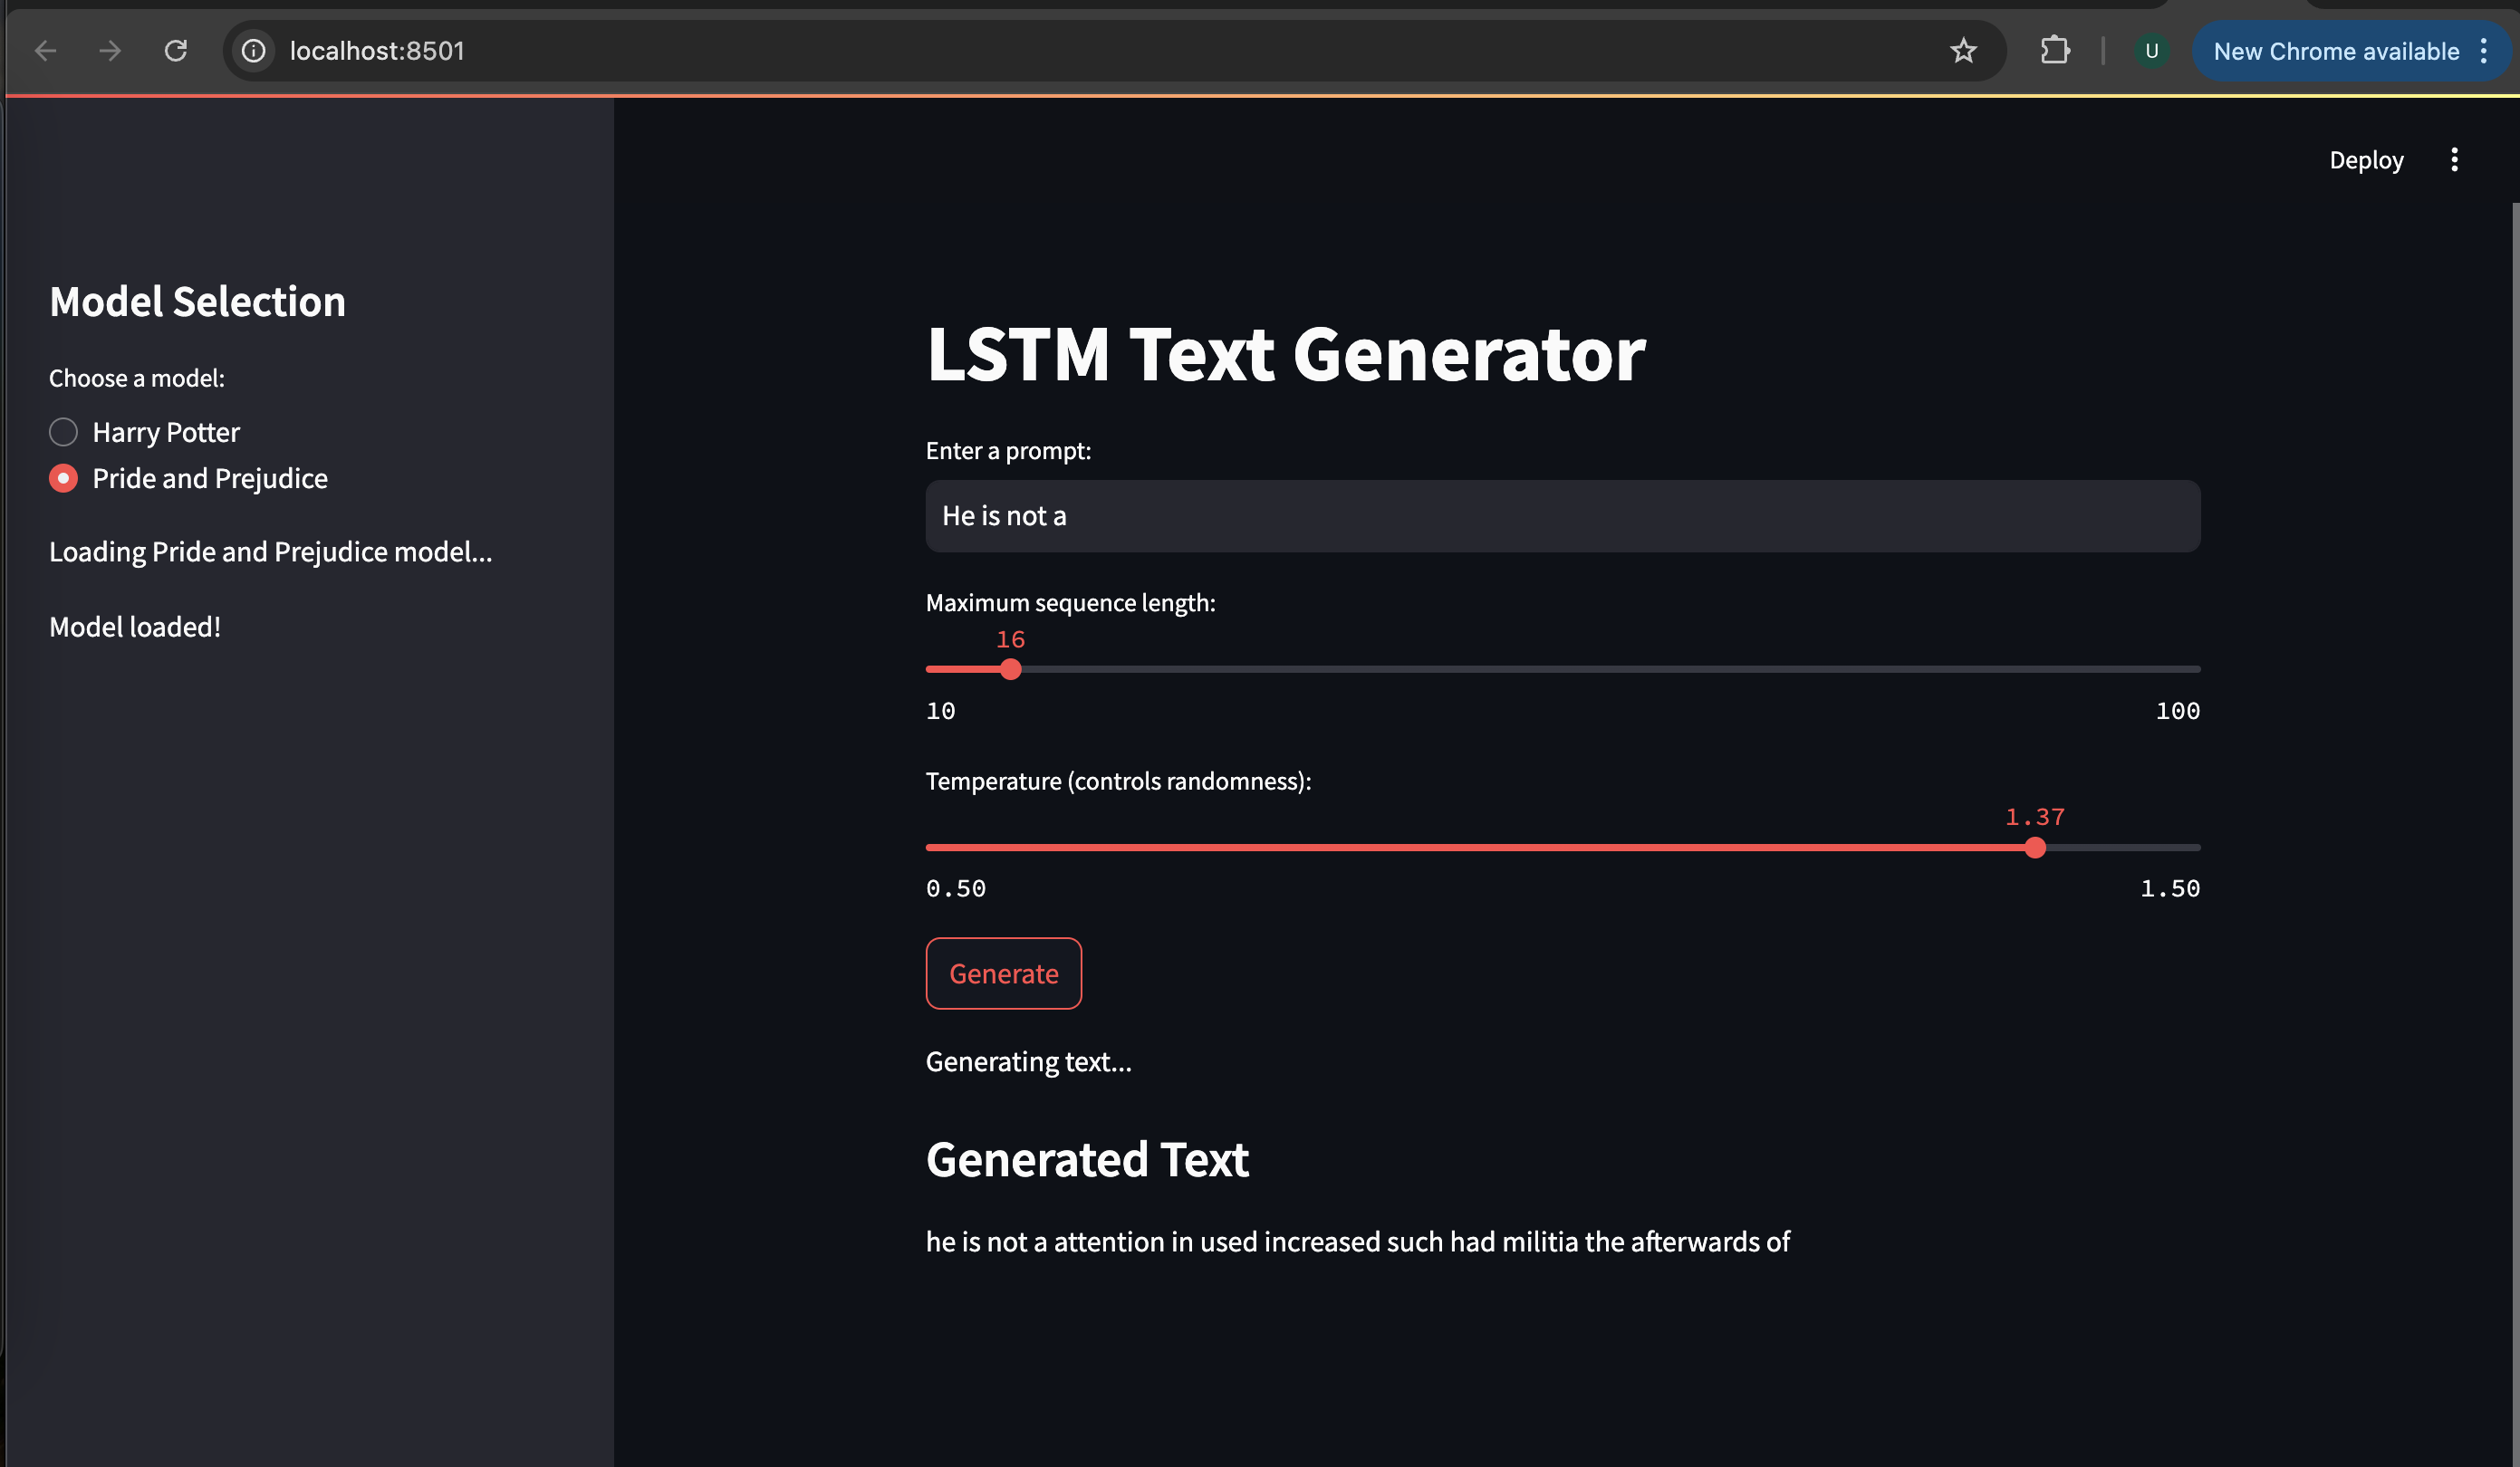 localhost:8501
U
New Chrome available
Deploy
Model Selection
Choose a model:
Harry Potter
Pride and Prejudice
Loading Pride and Prejudice model...
Model loaded!
LSTM Text Generator
Enter a prompt:
He is not a
Maximum sequence length:
16
10
100
Temperature (controls randomness):
1.37
0.50
1.50
Generate
Generating text...
Generated Text
he is not a attention in used increased such had militia the afterwards of